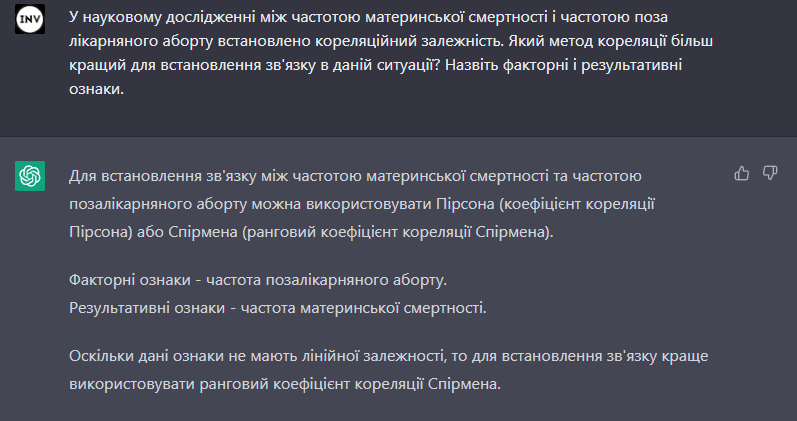 INV
У науковому дослідженні між частотою материнської смертності і частотою поза
лікарняного аборту встановлено кореляційний залежність. Який метод кореляції більш
кращий для встановлення зв'язку в даній ситуації? Назвіть факторні і результативні
ознаки.
Для встановлення зв'язку між частотою материнської смертності та частотою
позалікарняного аборту можна використовувати Пірсона (коефіцієнт кореляції
Пірсона) або Спірмена (ранговий коефіцієнт кореляції Спірмена).
Факторні ознаки - частота позалікарняного аборту.
Результативні ознаки - частота материнської смертності.
Оскільки дані ознаки не мають лінійної залежності, то для встановлення зв'язку краще
використовувати ранговий коефіцієнт кореляції Спірмена.